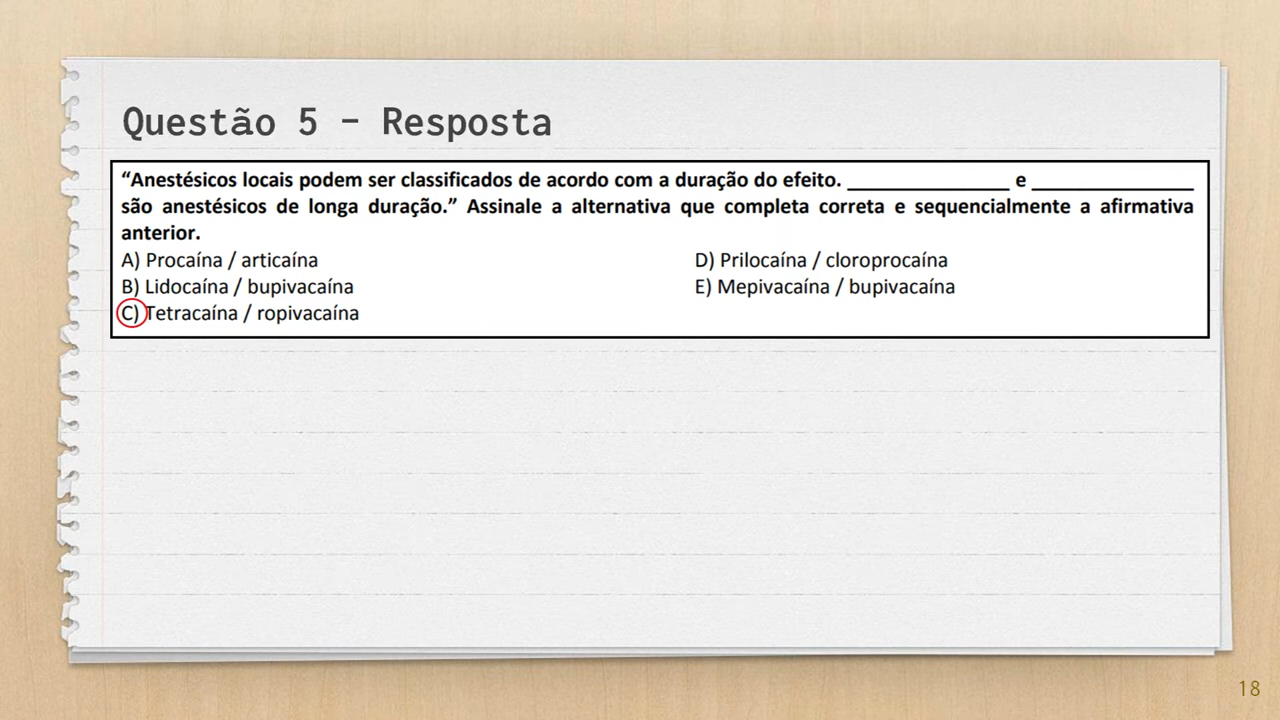 Questão 5 – Resposta
“Anestésicos locais podem ser classificados de acordo com a duração do efeito. _______________ e _______________
são anestésicos de longa duração.” Assinale a alternativa que completa correta e sequencialmente a afirmativa
anterior.
A) Procaína / articaína
B) Lidocaína / bupivacaína
C) Tetracaína / ropivacaína
D) Prilocaína / cloroprocaína
E) Mepivacaína / bupivacaína
18